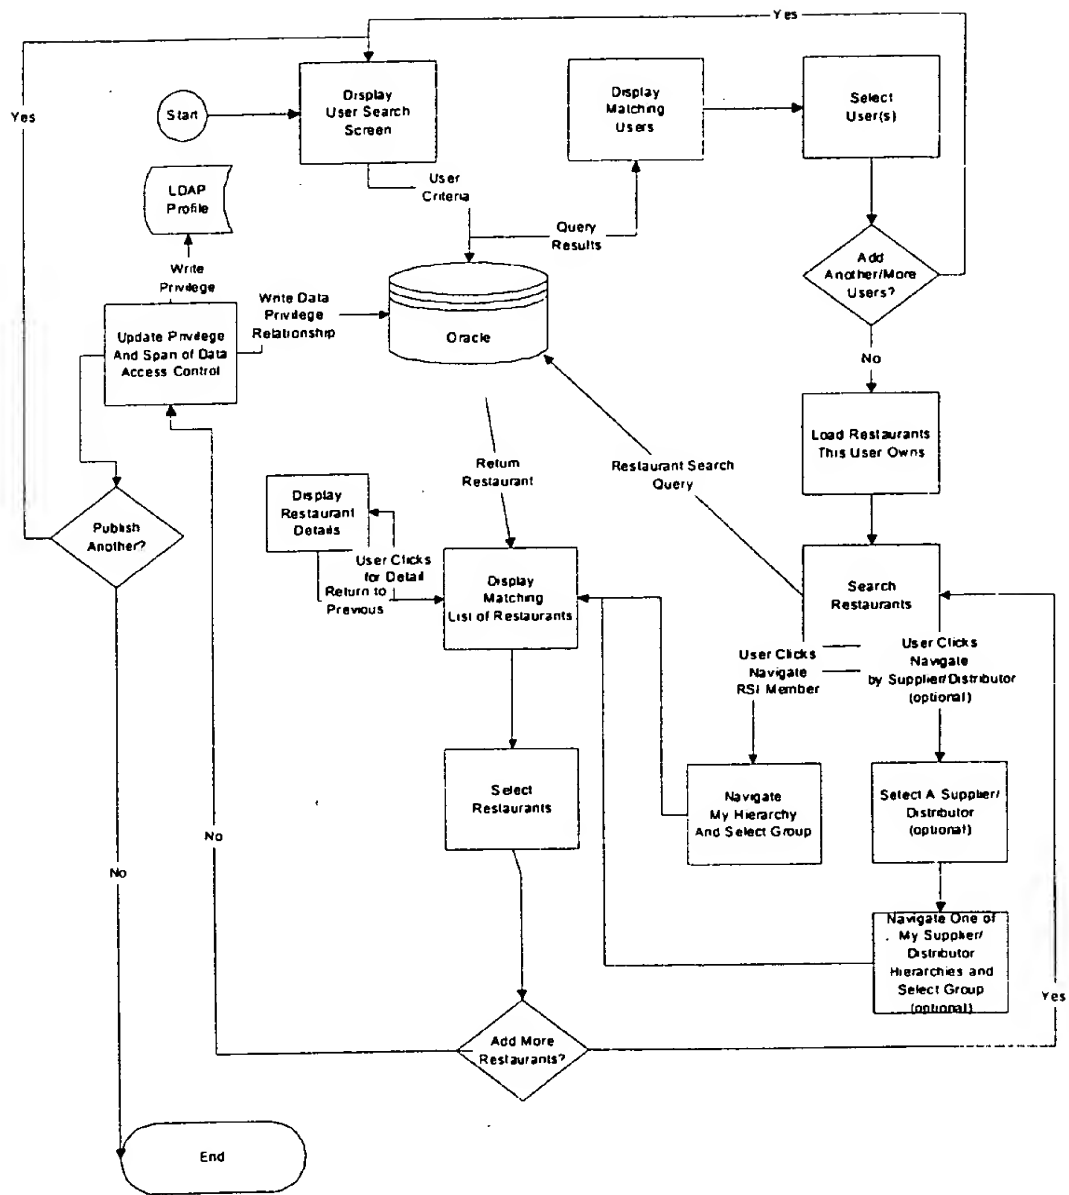 Yes
Yes
Start
Display
User Search
Screen
Display
Matching
Users
Select
User(s)
LDAP
Profile
User
Criteria
Query
Results
Add
Another/More
Users?
Write
Privilege
Write Data
Privilege
Relationship
Oracle
Update Privilege
And Span of Data
Access Control
No
Load Restaurants
This User Owns
Return
Restaurant
Restaurant Search
Query
Display
Restaurant
Details
Publish
Another?
User Clicks
for Detail
Return to
Previous
Display
Matching
List of Restaurants
Search
Restaurants
User Clicks
Navigate
RSI Member
User Clicks
Navigate
by Supplier/Distributor
(optional)
Select
Restaurants
Navigate
My Hierarchy
And Select Group
Select A Supplier/
Distributor
(optional)
No
No
Navigate One of
My Supplier/
Distributor
Hierarchies and
Select Group
(optional)
Yes
Add More
Restaurants?
End